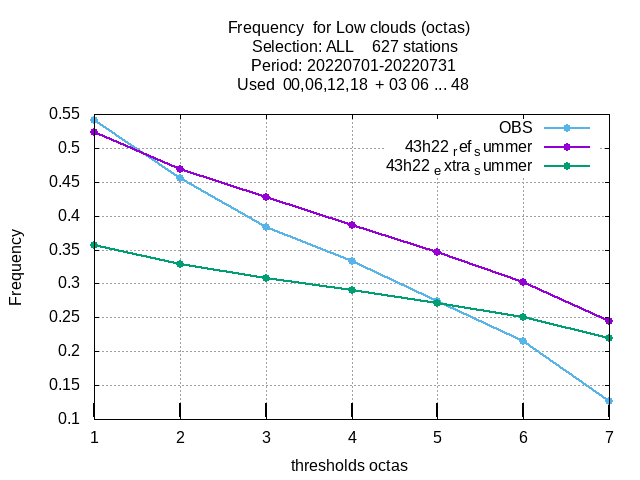 Frequency  for Low clouds (octas)
Selection: ALL    627 stations
Period: 20220701-20220731
Used  00,06,12,18  + 03 06 ... 48
OBS
43h22 ref summer
43h22 extra summer
0.55
0.5
0.45
0.4
0.35
0.3
0.25
0.2
0.15
0.1
Frequency
1 2 3 4 5 6 7
thresholds octas